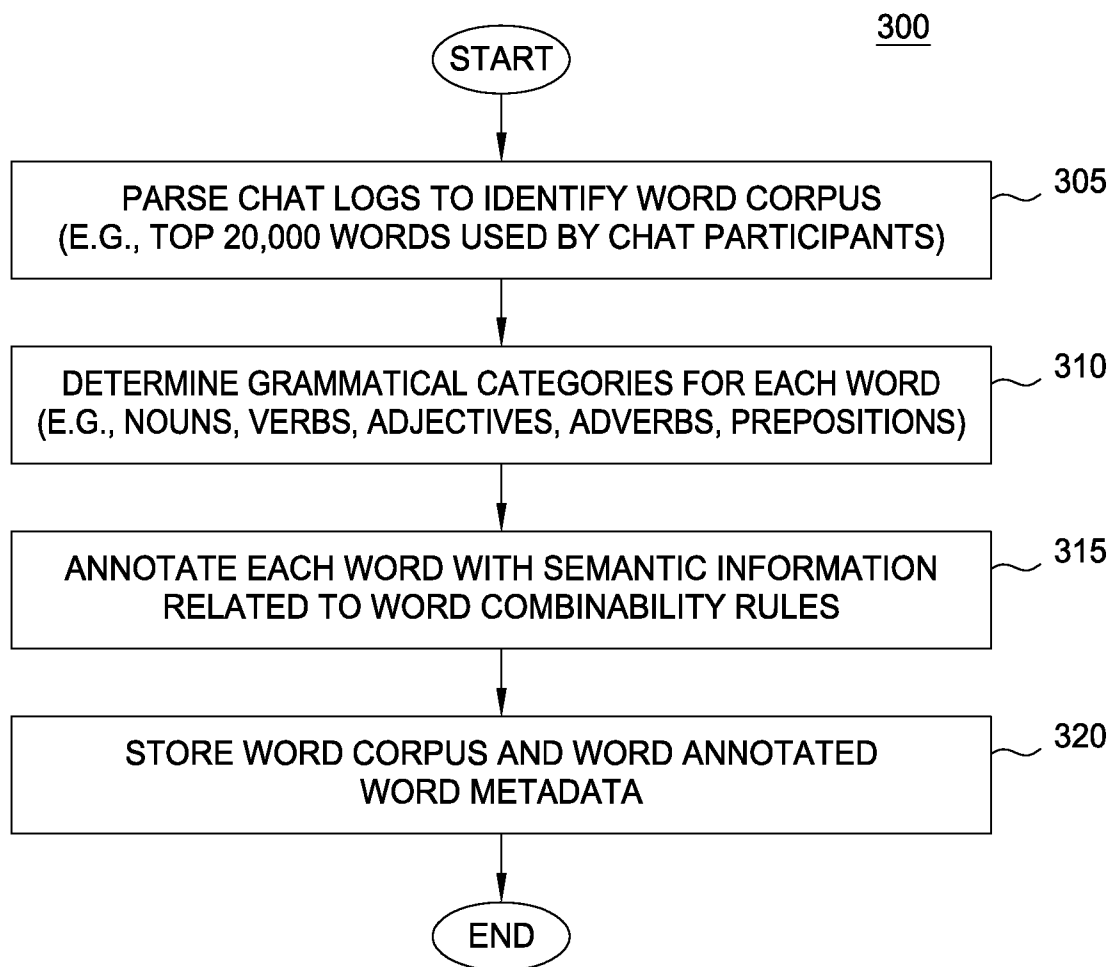 300
START
PARSE CHAT LOGS TO IDENTIFY WORD CORPUS
(E.G., TOP 20,000 WORDS USED BY CHAT PARTICIPANTS)
305
DETERMINE GRAMMATICAL CATEGORIES FOR EACH WORD
(E.G., NOUNS, VERBS, ADJECTIVES, ADVERBS, PREPOSITIONS)
310
ANNOTATE EACH WORD WITH SEMANTIC INFORMATION
RELATED TO WORD COMBINABILITY RULES
315
STORE WORD CORPUS AND WORD ANNOTATED
WORD METADATA
320
END